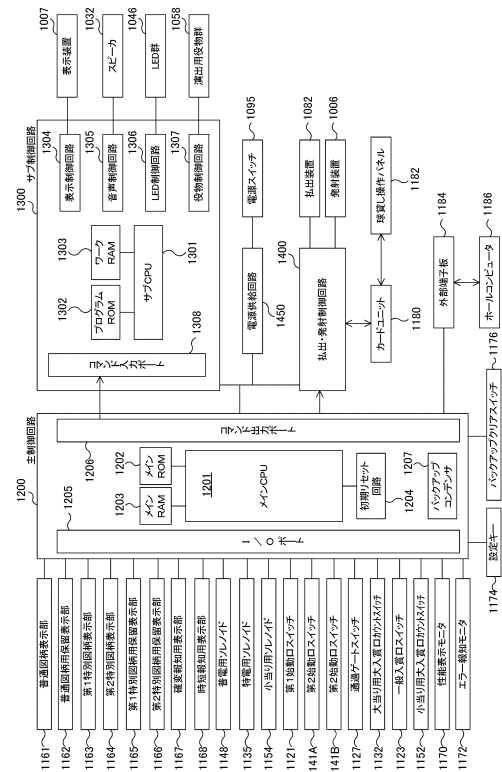 1200
主制御回路
1205
I/Oポート
1203
メインRAM
1202
メインROM
1201
メインCPU
初期リセット回路
1204
1207
バックアップコンデンサ
1206
コマンド出力ポート
1300
サブ制御回路
1308
コマンド入力ポート
1302
プログラムROM
1303
ワークRAM
サブCPU
1301
1304
表示制御回路
1305
音声制御回路
1306
LED制御回路
1307
役物制御回路
表示装置
1007
スピーカ
1032
LED群
1046
演出用役物群
1058
電源供給回路
1450
電源スイッチ
1095
1400
払出・発射制御回路
払出装置
1082
発射装置
1006
カードユニット
1180
球貸し操作パネル
1182
外部端子板
1184
ホールコンピュータ
1186
設定キー
1174
バックアップクリアスイッチ
1176
1161
普通図柄表示部
1162
普通図柄用保留表示部
1163
第1特別図柄表示部
1164
第2特別図柄表示部
1165
第1特別図柄用保留表示部
1166
第2特別図柄用保留表示部
1167
確変報知用表示部
1168
時短報知用表示部
1148
普電用ソレノイド
1135
特電用ソレノイド
1154
小当り用ソレノイド
1121
第1始動口スイッチ
141A
第2始動口スイッチ
141B
第2始動口スイッチ
1127
通過ゲートスイッチ
1132
大当り用大入賞口カウントスイッチ
1123
一般入賞口スイッチ
1152
小当り用大入賞口カウントスイッチ
1170
性能表示モニタ
1172
エラー報知モニタ